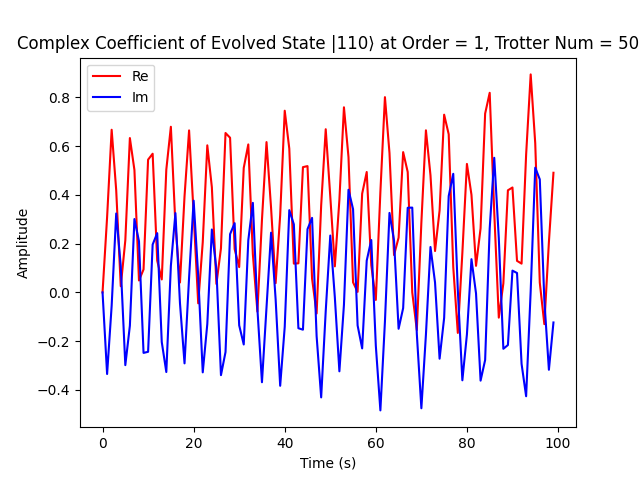 Complex Coefficient of Evolved State |110⟩ at Order = 1, Trotter Num = 50
Re
Im
Amplitude
0.8
0.6
0.4
0.2
0.0
−0.2
−0.4
0 20 40 60 80 100
Time (s)